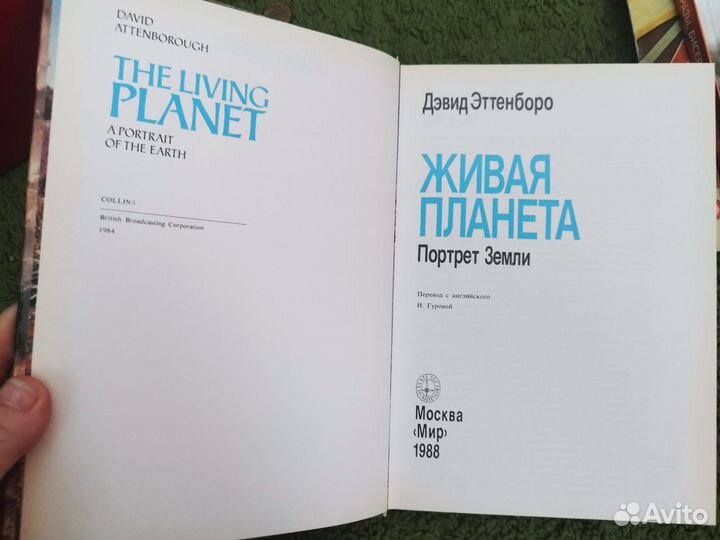 DAVID
ATTENBOROUGH
THE LIVING
PLANET
A PORTRAIT
OF THE EARTH
COLLINS
British Broadcasting Corporation
1984
Дэвид Эттенборо
ЖИВАЯ
ПЛАНЕТА
Портрет Земли
Перевод с английского
И. Гуровой
Москва
«Мир»
1988
Avito